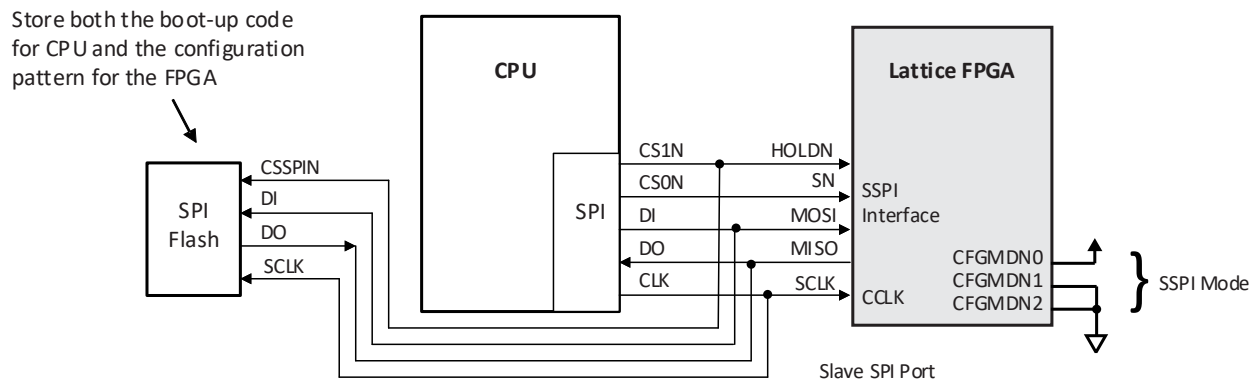 Store both the boot-up code
for CPU and the configuration
pattern for the FPGA
CPU
Lattice FPGA
CS1N
HOLDN
CSSPIN
CS0N
SN
SSPI
Interface
DI
SPI
Flash
SPI
DI
MOSI
DO
DO
MISO
CFGMDN0
SCLK
CLK
SCLK
CCLK
CFGMDN1
SSPI Mode
CFGMDN2
Slave SPI Port